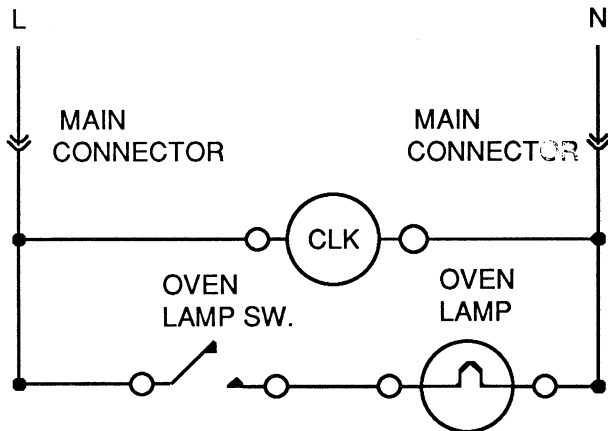 L
N
MAIN
CONNECTOR
MAIN
CONNECTOR
CLK
OVEN
LAMP SW.
OVEN
LAMP